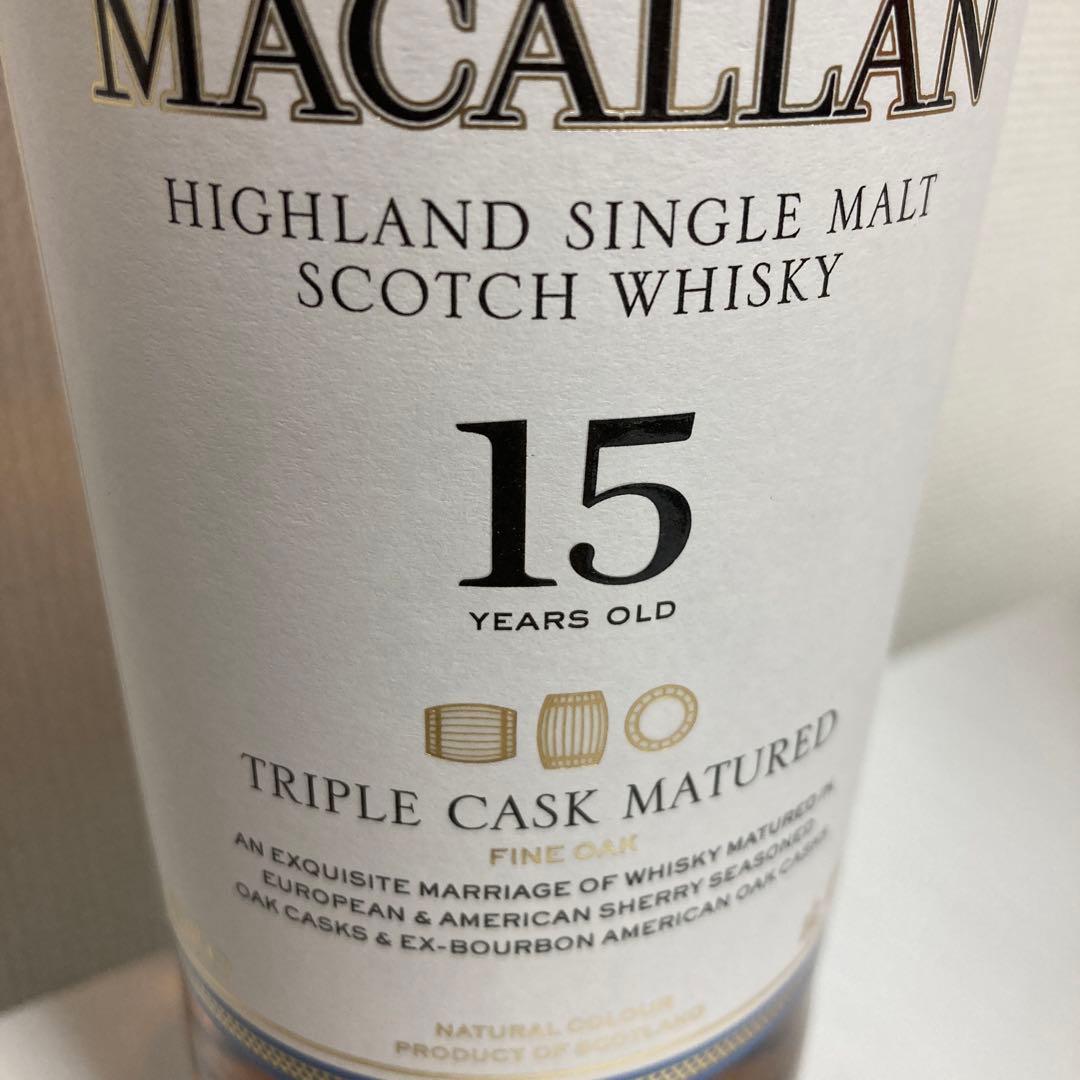 MACALLAN
HIGHLAND SINGLE MALT
SCOTCH WHISKY
15
YEARS OLD
TRIPLE CASK MATURED
FINE OAK
AN EXQUISITE MARRIAGE OF WHISKY MATURED IN
EUROPEAN & AMERICAN SHERRY SEASONED
OAK CASKS & EX-BOURBON AMERICAN OAK CASKS
NATURAL COLOUR
PRODUCT OF SCOTLAND